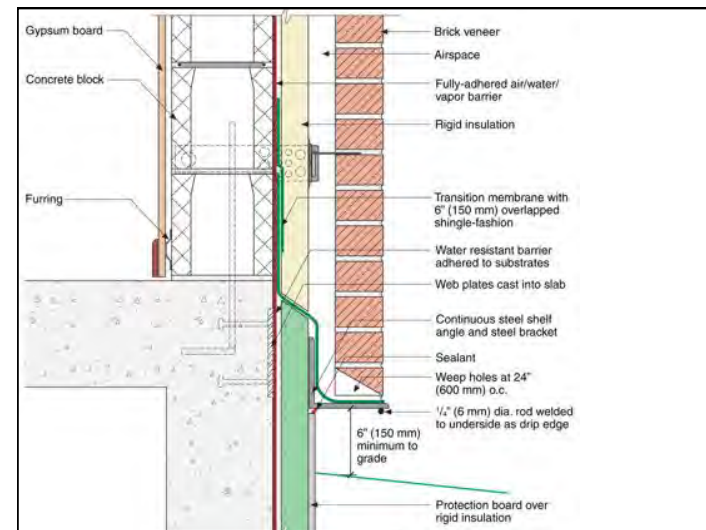 Gypsum board
Concrete block
Furring
Brick veneer
Airspace
Fully-adhered air/water/
vapor barrier
Rigid insulation
Transition membrane with
6" (150 mm) overlapped
shingle-fashion
Water resistant barrier
adhered to substrates
Web plates cast into slab
Continuous steel shelf
angle and steel bracket
Sealant
Weep holes at 24"
(600 mm) o.c.
1/4" (6 mm) dia. rod welded
to underside as drip edge
6" (150 mm)
minimum to
grade
Protection board over
rigid insulation